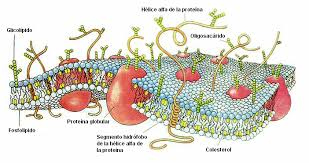 Hélice alfa de la proteína
Glicolípido
Oligosacárido
Fosfolípido
Proteína globular
Segmento hidrófobo
de la hélice alfa de
la proteína
Colesterol